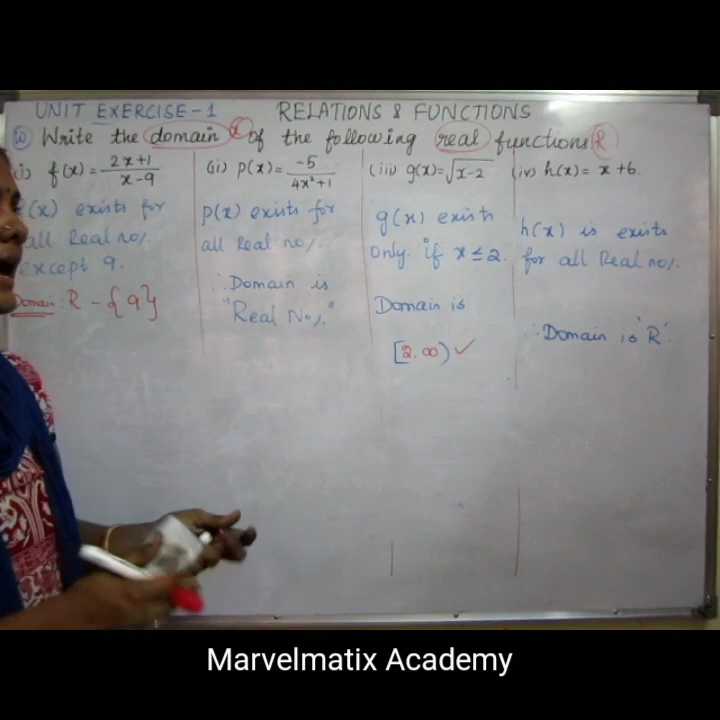 UNIT EXERCISE-1 RELATIONS & FUNCTIONS
10 Write the domain x of the following real functions R
i) f(x) = 2x+1 / x-9
f(x) exists for
all Real no/.
except 9.
Domain: R - {9}
(ii) p(x) = -5 / 4x²+1
p(x) exists for
all Real no/.
∴ Domain is
"Real No/."
(iii) g(x) = √x-2
g(x) exists
Only. if x ≤ 2.
Domain is
[2, ∞) ✓
(iv) h(x) = x+6.
h(x) is exists
for all Real no/.
∴ Domain is 'R'.
Marvelmatix Academy